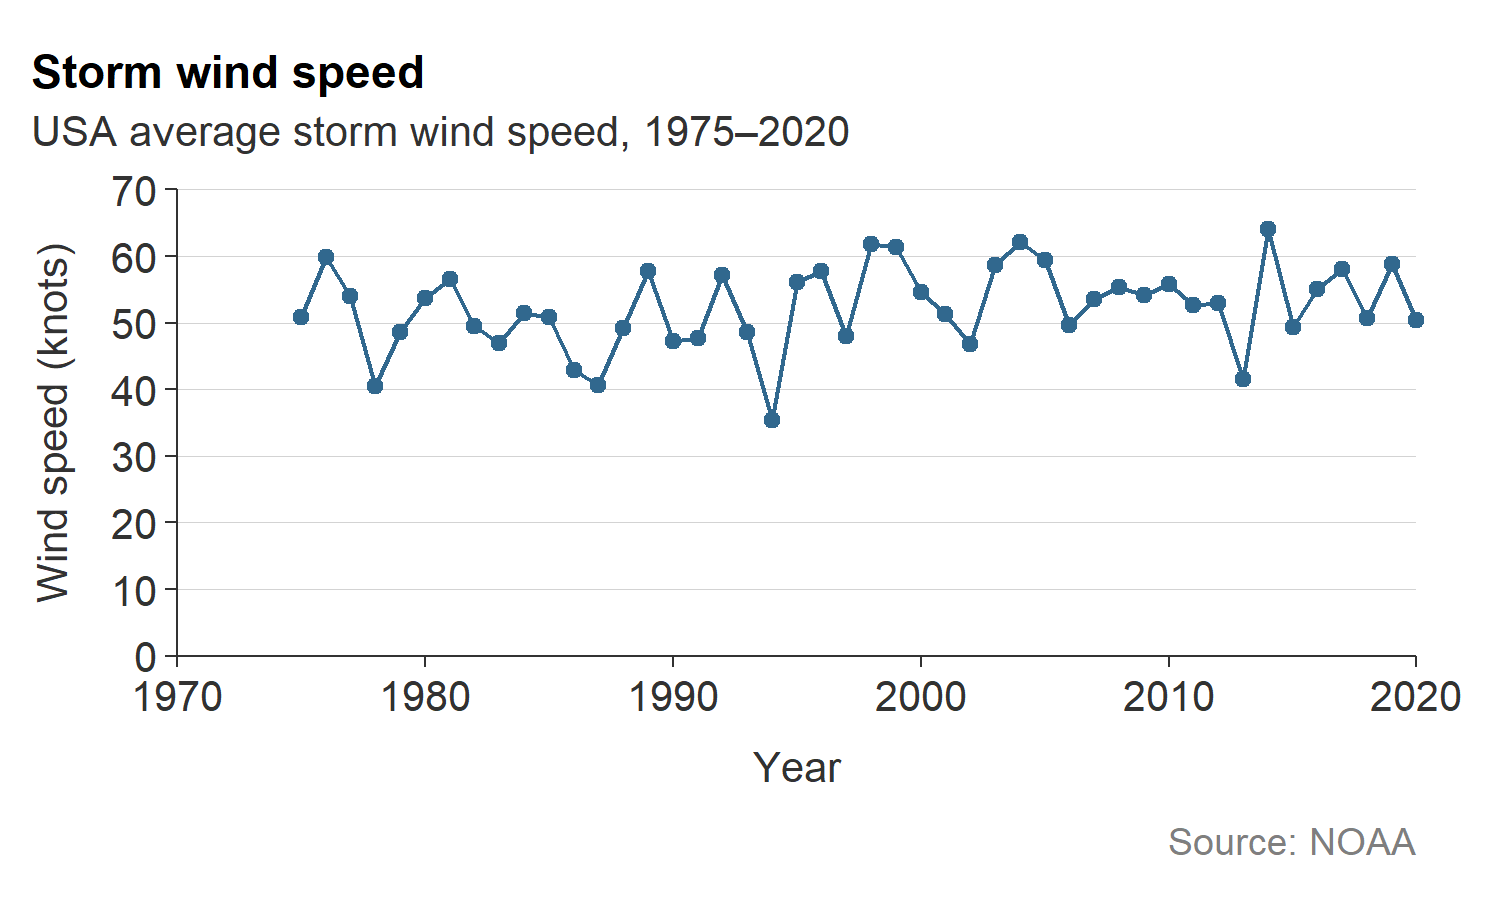 Storm wind speed
USA average storm wind speed, 1975–2020
70
60
50
40
30
20
10
0
Wind speed (knots)
1970 1980 1990 2000 2010 2020
Year
Source: NOAA